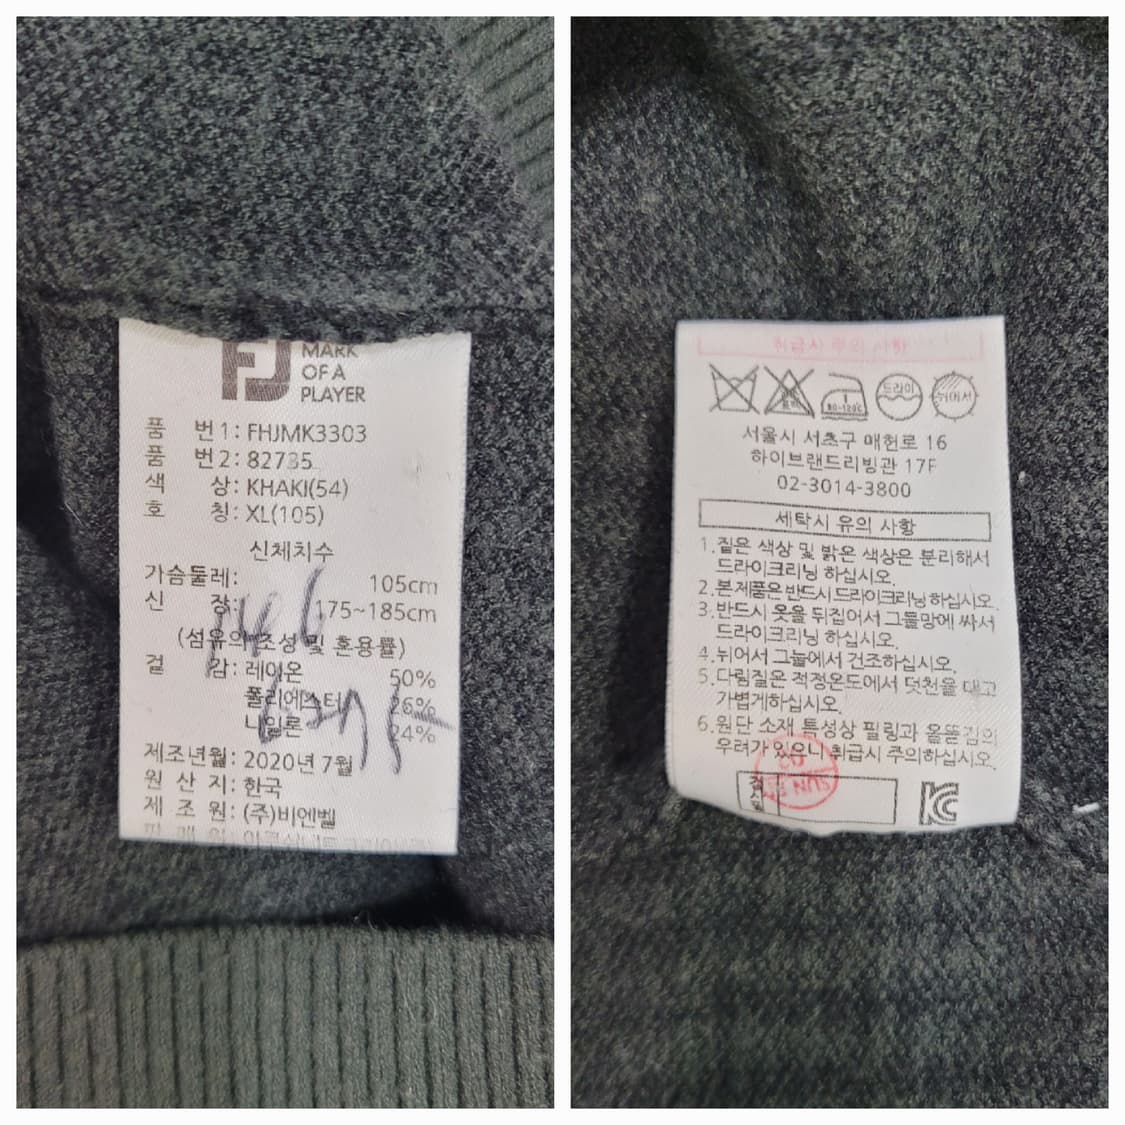 FJ
MARK
OF A
PLAYER
품 번1: FHJMK3303
품 번2: 82735
색 상: KHAKI(54)
호 칭: XL(105)
신체치수
가슴둘레: 105cm
신 장: 175~185cm
(섬유의 조성 및 혼용률)
겉 감: 레이온 50%
폴리에스터 26%
나일론 24%
제조년월: 2020년 7월
원 산 지: 한국
제 조 원: (주)비엔벨
취급시 주의 사항
80~120℃
드라이
뉘어서
서울시 서초구 매헌로 16
하이브랜드리빙관 17F
02-3014-3800
세탁시 유의 사항
1.짙은 색상 및 밝은 색상은 분리해서
드라이크리닝 하십시오.
2.본제품은 반드시 드라이크리닝 하십시오.
3.반드시 옷을 뒤집어서 그물망에 싸서
드라이크리닝 하십시오.
4.뉘어서 그늘에서 건조하십시오.
5.다림질은 적정온도에서 덧천을 대고
가볍게하십시오.
6.원단 소재 특성상 필링과 올뜯김의
우려가 있으니 취급시 주의하십시오.
KC